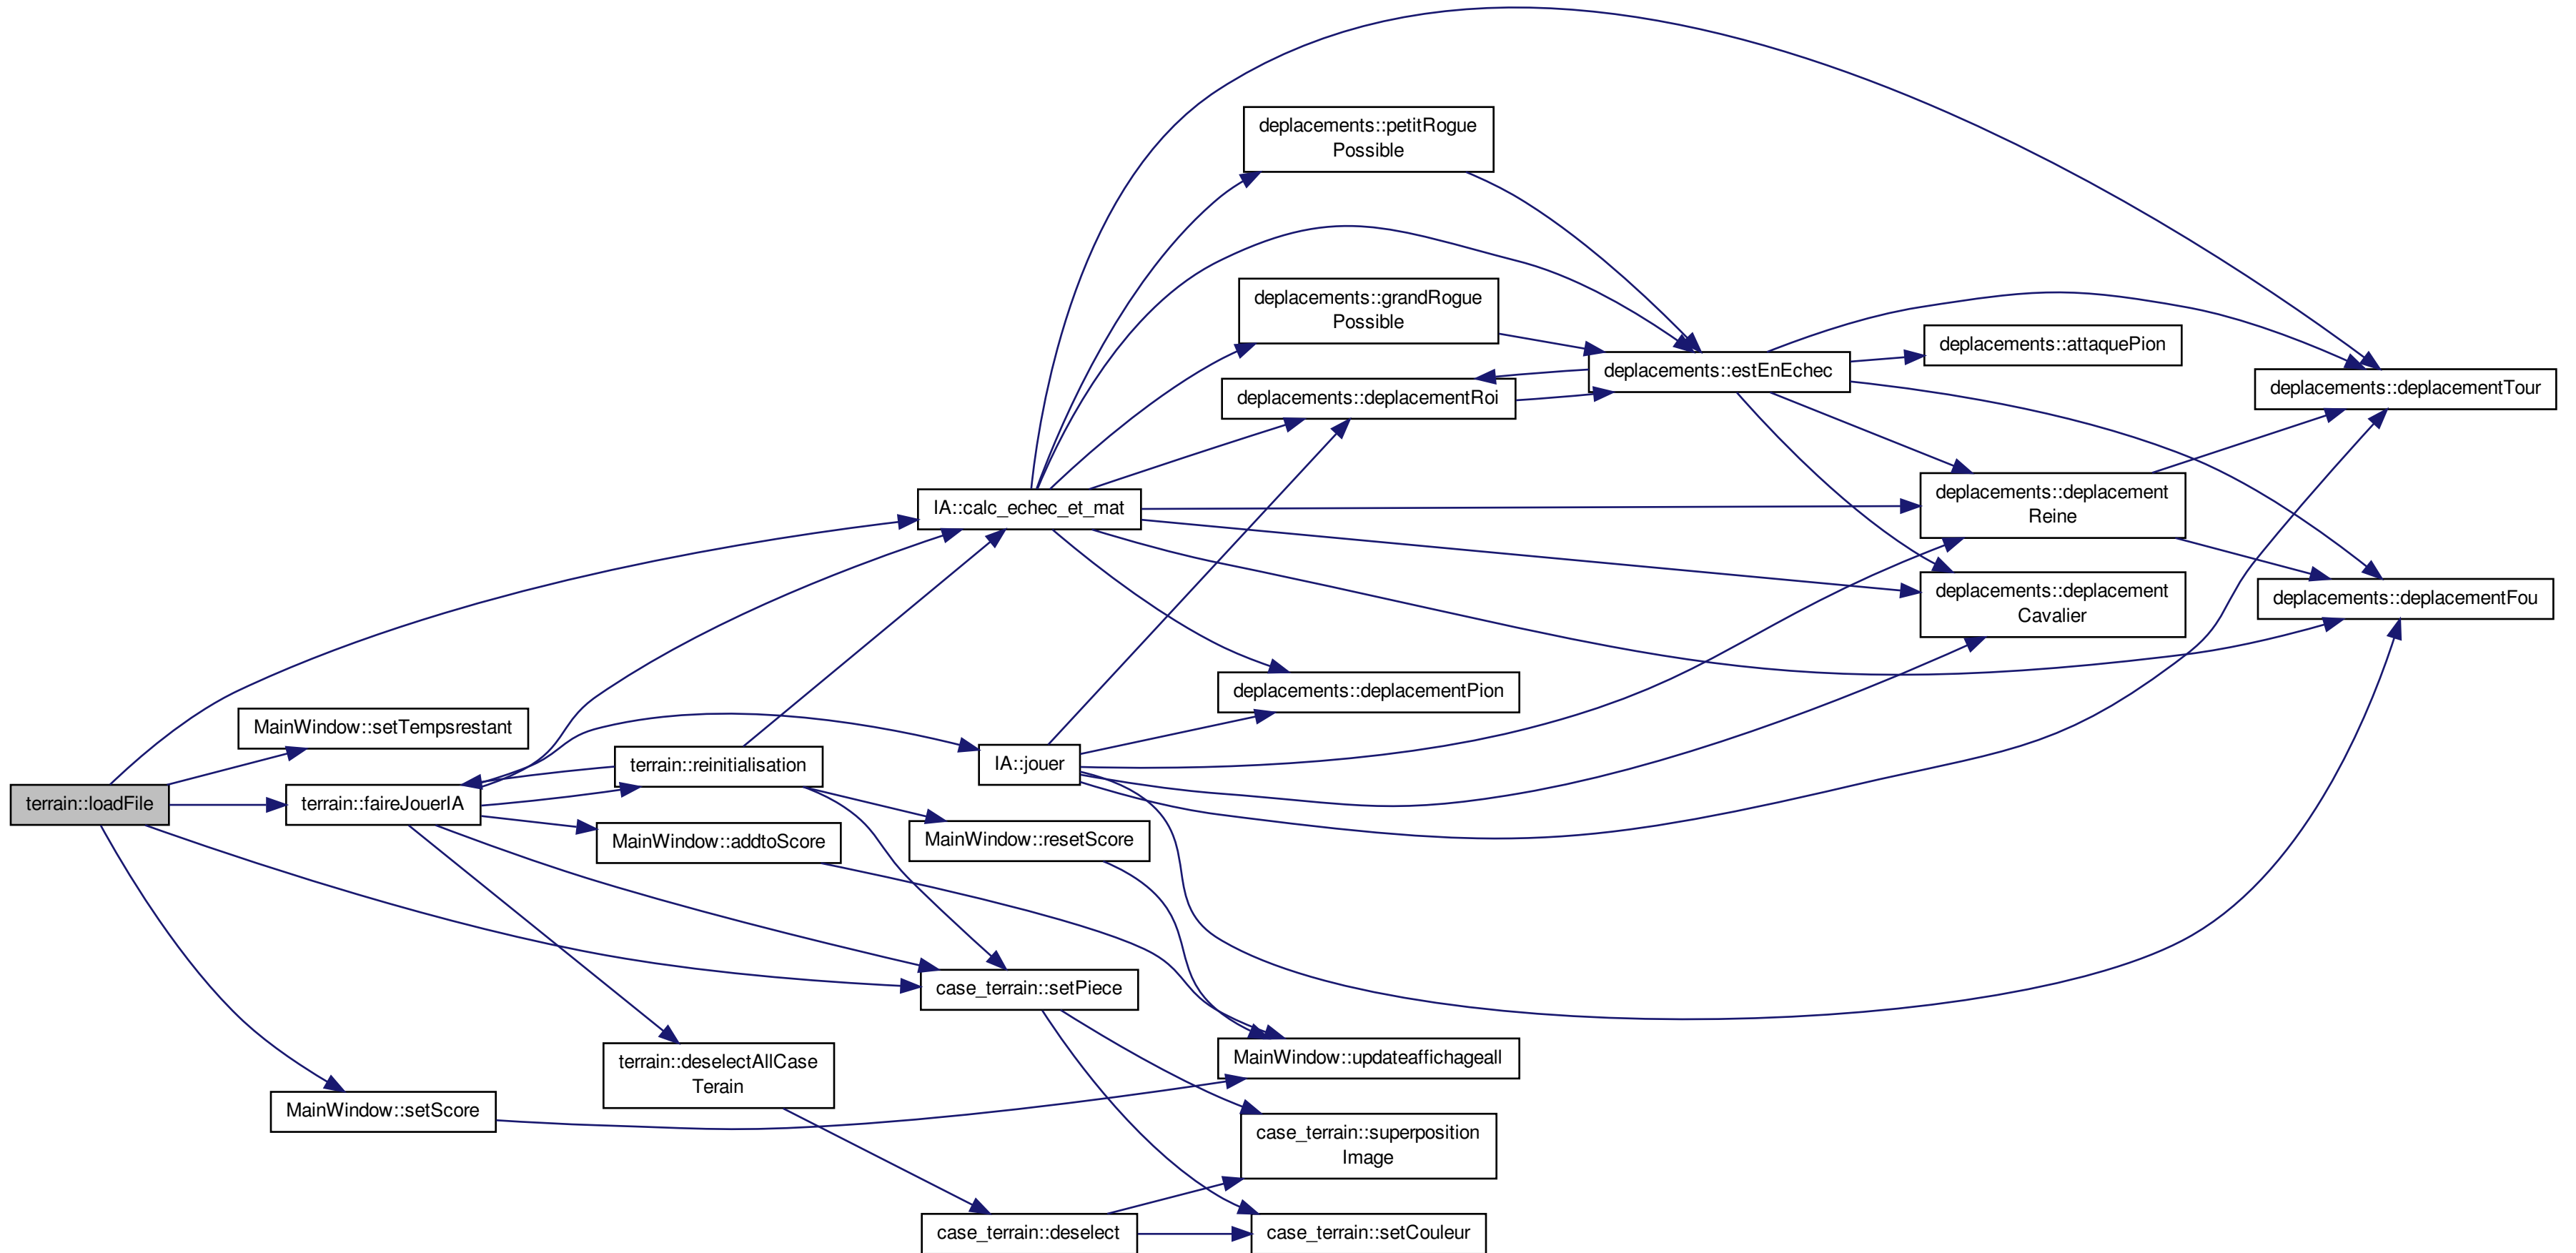 deplacements::petitRogue
Possible
deplacements::grandRogue
Possible
deplacements::attaquePion
deplacements::estEnEchec
deplacements::deplacementTour
deplacements::deplacementRoi
IA::calc_echec_et_mat
deplacements::deplacement
Reine
deplacements::deplacement
Cavalier
deplacements::deplacementFou
deplacements::deplacementPion
MainWindow::setTempsrestant
terrain::reinitialisation
IA::jouer
terrain::loadFile
terrain::faireJouerIA
MainWindow::addtoScore
MainWindow::resetScore
case_terrain::setPiece
MainWindow::updateaffichageall
terrain::deselectAllCase
Terain
MainWindow::setScore
case_terrain::superposition
Image
case_terrain::deselect
case_terrain::setCouleur